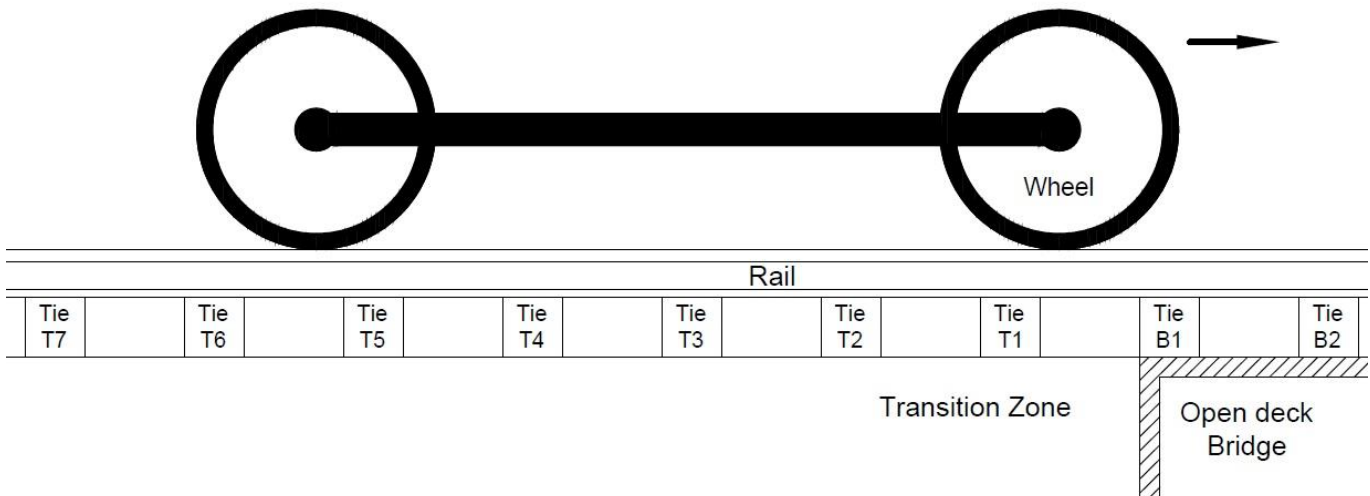 Wheel
Rail
Tie T7
Tie T6
Tie T5
Tie T4
Tie T3
Tie T2
Tie T1
Tie B1
Tie B2
Transition Zone
Open deck
Bridge